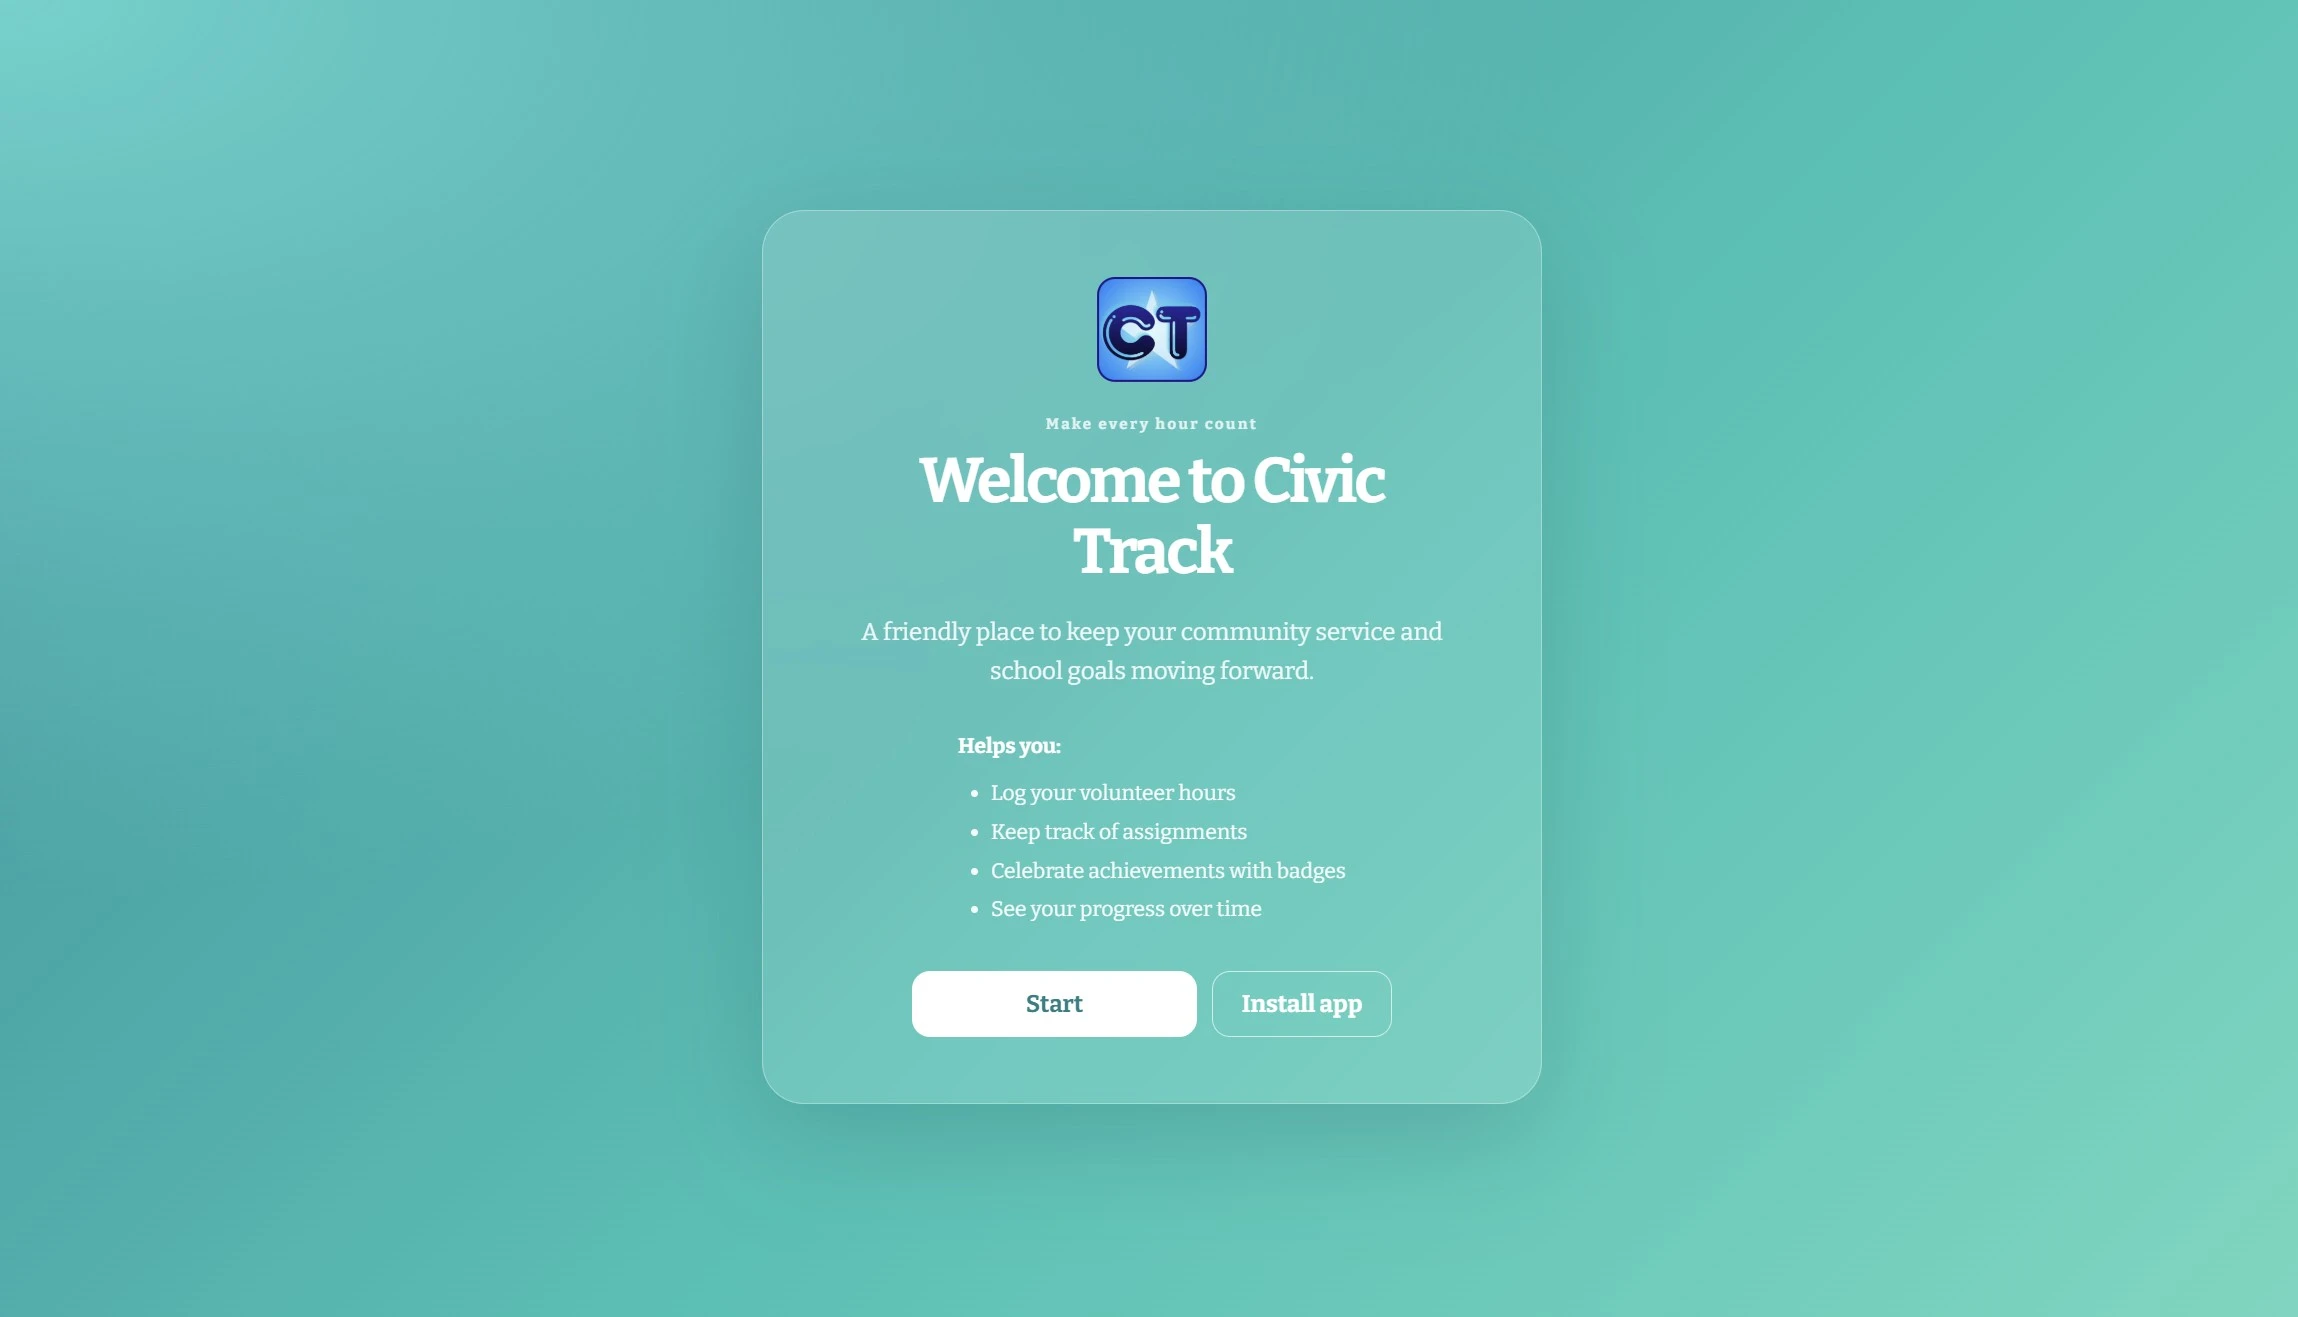 CT
Make every hour count
Welcome to Civic
Track
A friendly place to keep your community service and
school goals moving forward.
Helps you:
• Log your volunteer hours
• Keep track of assignments
• Celebrate achievements with badges
• See your progress over time
Start
Install app